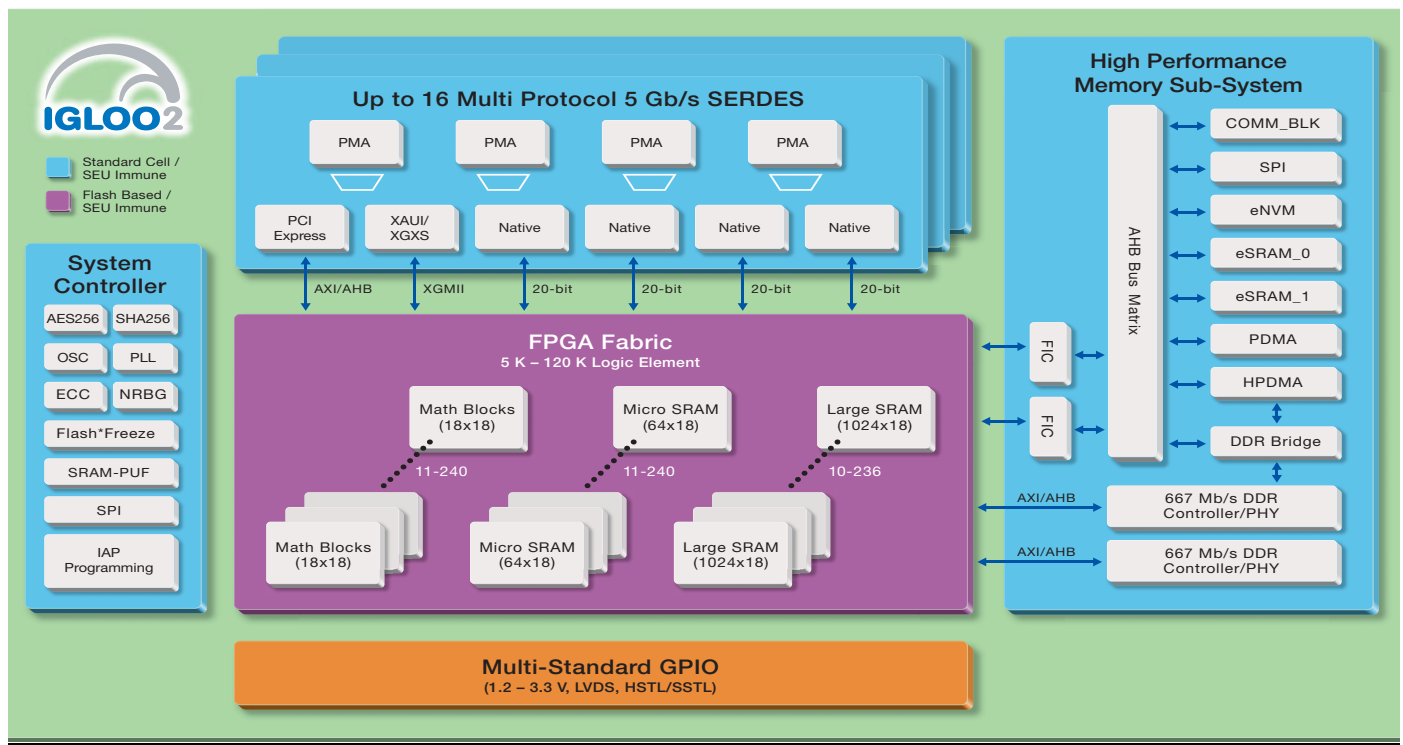 IGLOO2
Standard Cell /
SEU Immune
Flash Based /
SEU Immune
System
Controller
AES256
SHA256
OSC
PLL
ECC
NRBG
Flash*Freeze
SRAM-PUF
SPI
IAP
Programming
Up to 16 Multi Protocol 5 Gb/s SERDES
PMA
PMA
PMA
PMA
PCI
Express
XAUI/
XGXS
Native
Native
Native
Native
AXI/AHB
XGMII
20-bit
20-bit
20-bit
20-bit
FPGA Fabric
5 K – 120 K Logic Element
Math Blocks
(18x18)
Micro SRAM
(64x18)
Large SRAM
(1024x18)
11-240
11-240
10-236
Math Blocks
(18x18)
Micro SRAM
(64x18)
Large SRAM
(1024x18)
Multi-Standard GPIO
(1.2 – 3.3 V, LVDS, HSTL/SSTL)
High Performance
Memory Sub-System
AHB Bus Matrix
FIC
FIC
COMM_BLK
SPI
eNVM
eSRAM_0
eSRAM_1
PDMA
HPDMA
DDR Bridge
AXI/AHB
667 Mb/s DDR
Controller/PHY
AXI/AHB
667 Mb/s DDR
Controller/PHY